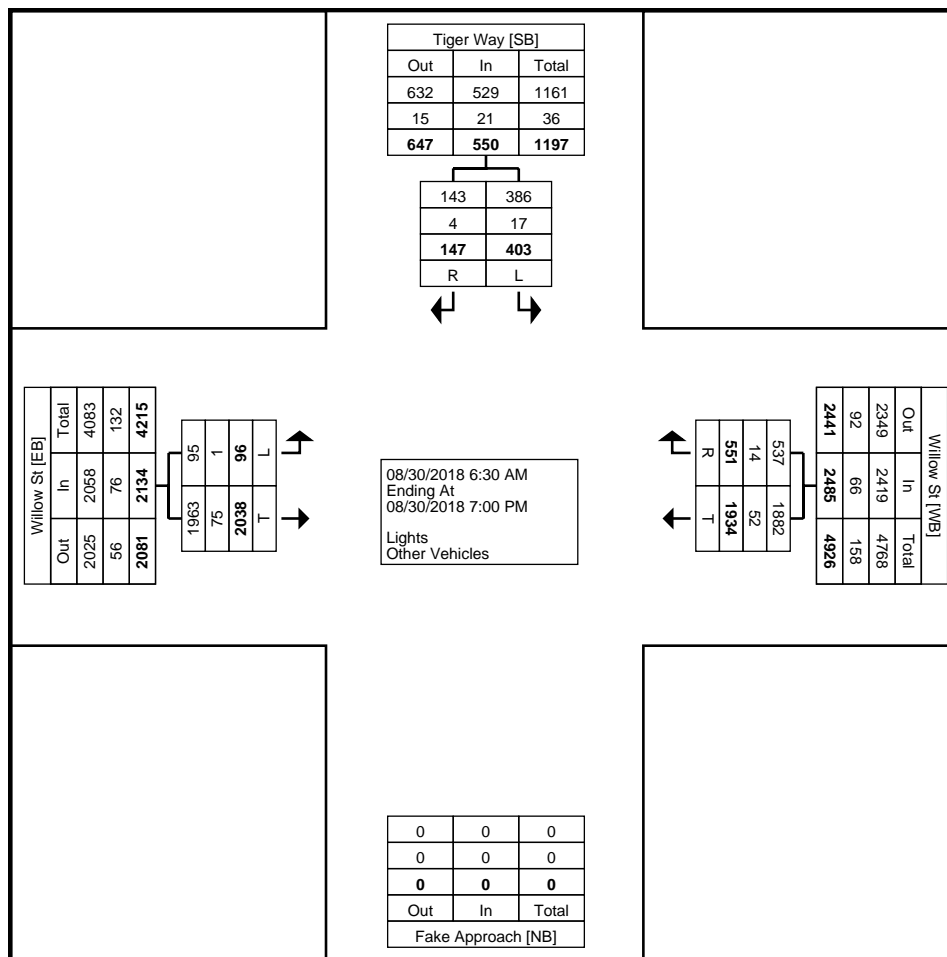 Tiger Way [SB]
Out In Total
632 529 1161
15 21 36
647 550 1197
143 386
4 17
147 403
R L
Willow St [EB]
Total In Out
4083 2058 2025
132 76 56
4215 2134 2081
95 1963
1 75
96 2038
L T
08/30/2018 6:30 AM
Ending At
08/30/2018 7:00 PM
Lights
Other Vehicles
Willow St [WB]
Out In Total
2349 2419 4768
92 66 158
2441 2485 4926
537 1882
14 52
551 1934
R T
0 0 0
0 0 0
0 0 0
Out In Total
Fake Approach [NB]